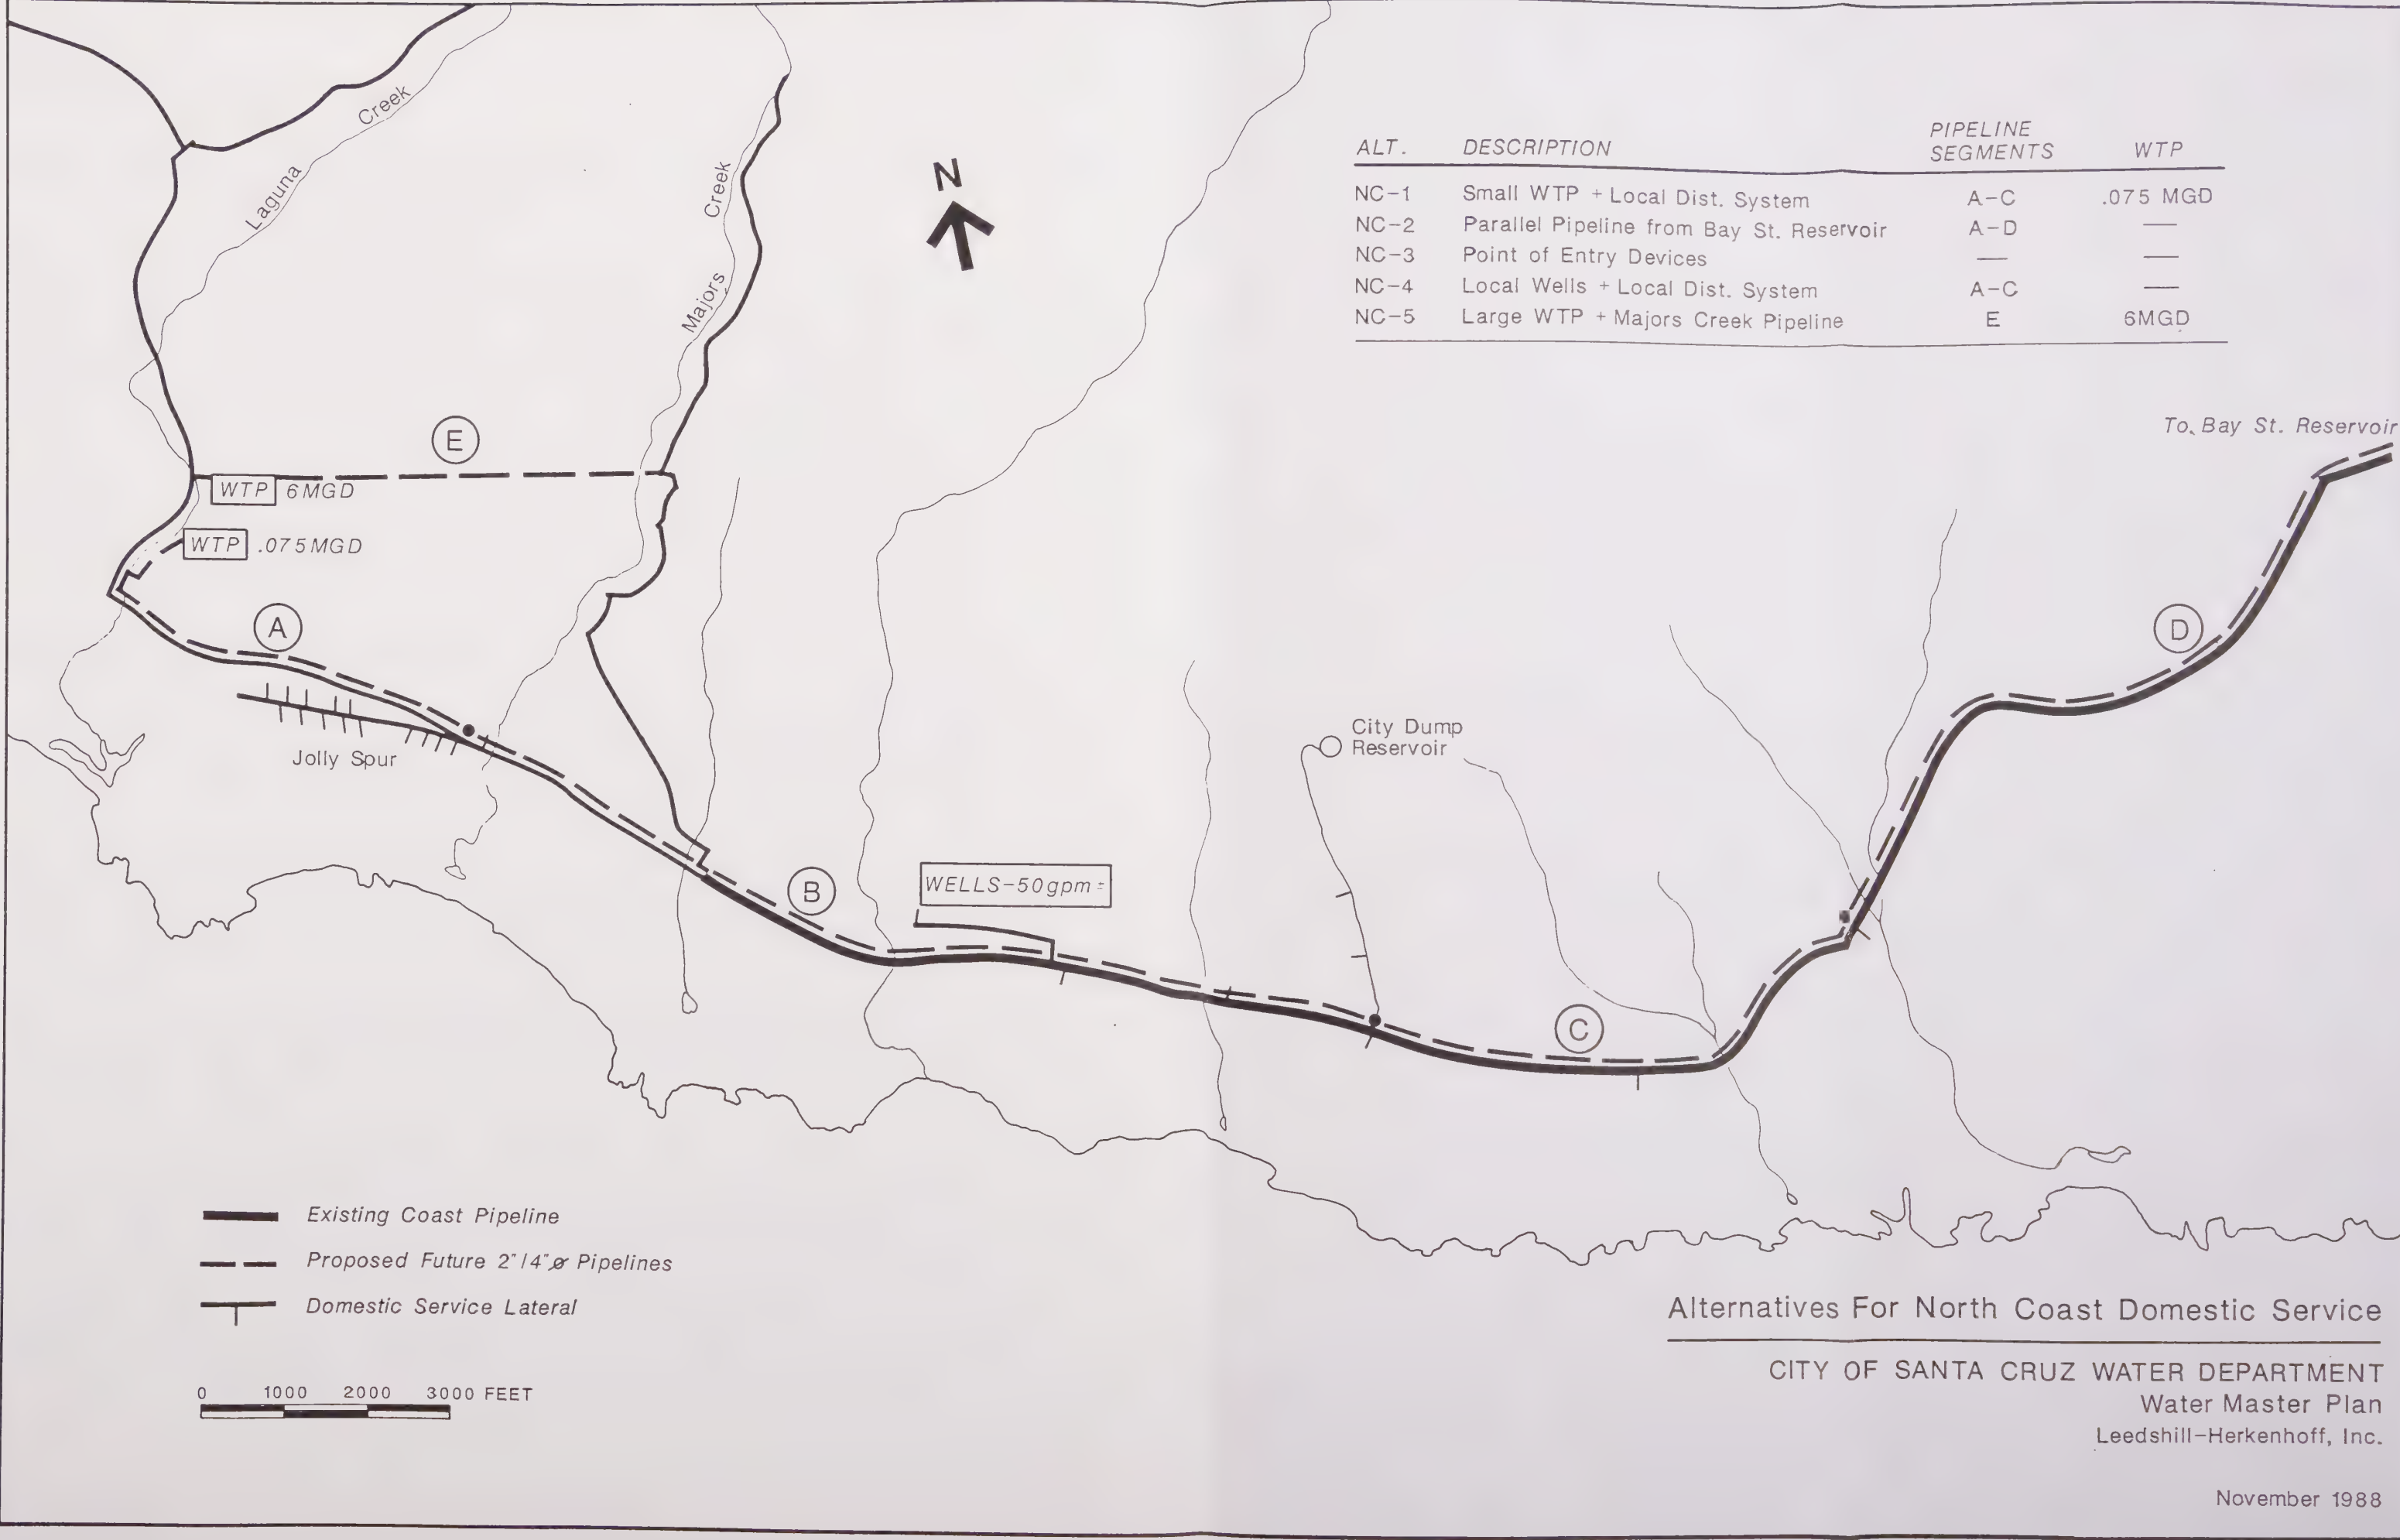 Laguna
Creek
Majors
Creek
N
ALT. DESCRIPTION PIPELINE SEGMENTS WTP
NC-1 Small WTP + Local Dist. System A-C .075 MGD
NC-2 Parallel Pipeline from Bay St. Reservoir A-D —
NC-3 Point of Entry Devices — —
NC-4 Local Wells + Local Dist. System A-C —
NC-5 Large WTP + Majors Creek Pipeline E 6MGD
To Bay St. Reservoir
E
WTP 6MGD
WTP .075MGD
A
D
Jolly Spur
City Dump
Reservoir
B
WELLS-50gpm
C
Existing Coast Pipeline
Proposed Future 2"/4"ø Pipelines
Domestic Service Lateral
0 1000 2000 3000 FEET
Alternatives For North Coast Domestic Service
CITY OF SANTA CRUZ WATER DEPARTMENT
Water Master Plan
Leedshill-Herkenhoff, Inc.
November 1988